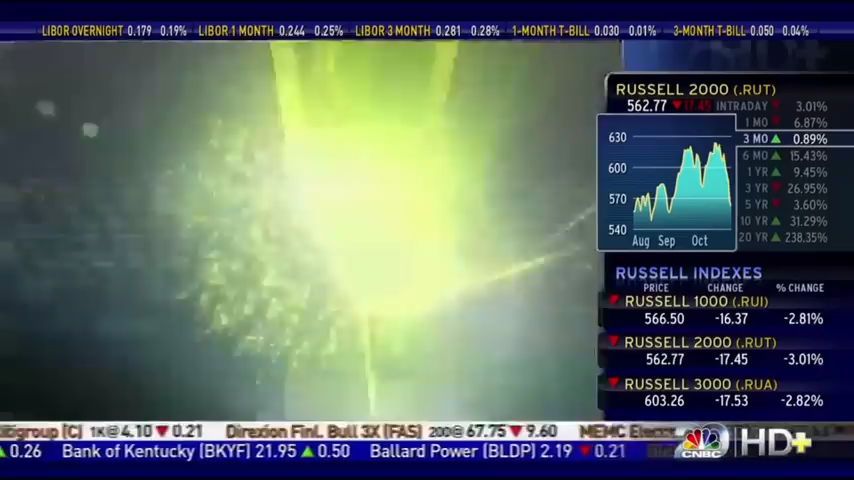 LIBOR OVERNIGHT 0.179 0.19% LIBOR 1 MONTH 0.244 0.25% LIBOR 3 MONTH 0.281 0.28% 1-MONTH T-BILL 0.030 0.01% 3-MONTH T-BILL 0.050 0.04%
HD+
RUSSELL 2000 (.RUT)
562.77 ▼17.45 INTRADAY ▼ 3.01%
1 MO ▼ 6.87%
3 MO ▲ 0.89%
6 MO ▲ 15.43%
1 YR ▲ 9.45%
3 YR ▼ 26.95%
5 YR ▼ 3.60%
10 YR ▲ 31.29%
20 YR ▲ 238.35%
630
600
570
540
Aug Sep Oct
RUSSELL INDEXES
PRICE CHANGE % CHANGE
▼ RUSSELL 1000 (.RUI)
566.50 -16.37 -2.81%
▼ RUSSELL 2000 (.RUT)
562.77 -17.45 -3.01%
▼ RUSSELL 3000 (.RUA)
603.26 -17.53 -2.82%
itigroup (C) 1K@4.10 ▼ 0.21 Direxion Finl. Bull 3X (FAS) 200@67.75 ▼ 9.60 MEMC
▲ 0.26 Bank of Kentucky (BKYF) 21.95 ▲ 0.50 Ballard Power (BLDP) 2.19 ▼ 0.21
CNBC HD+